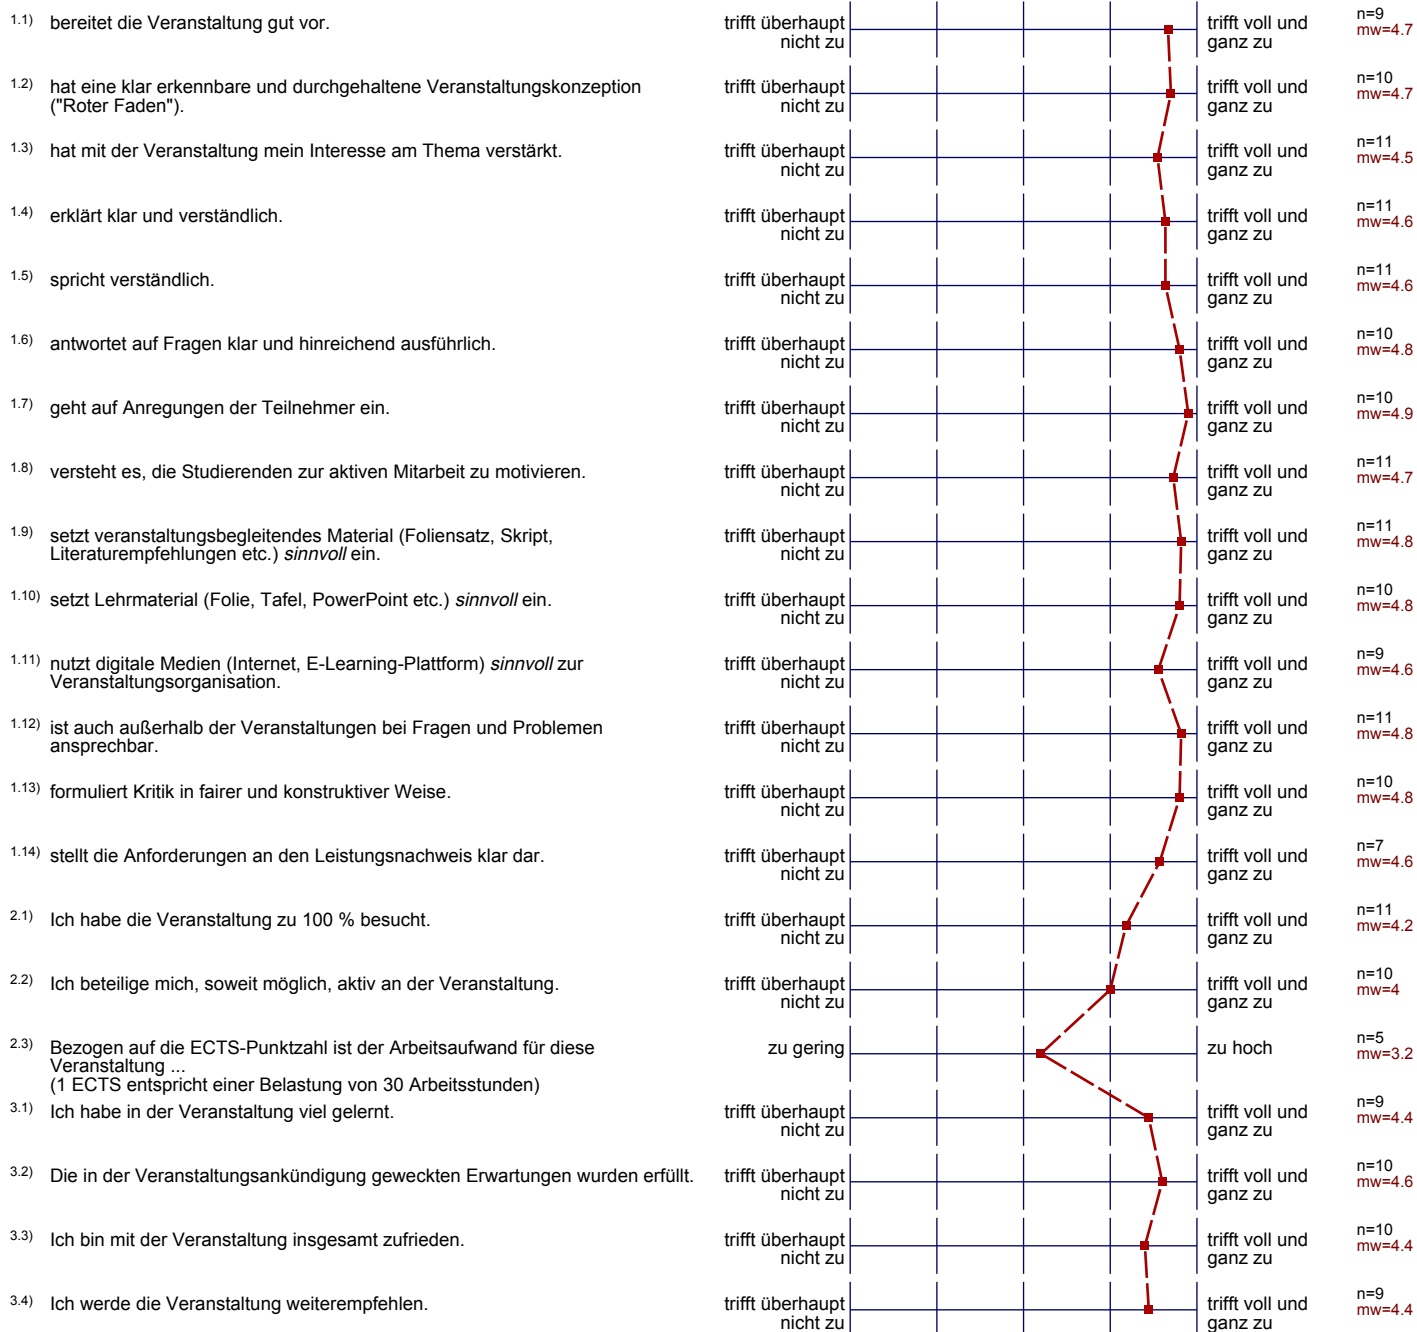 1.1) bereitet die Veranstaltung gut vor.
trifft überhaupt
nicht zu
trifft voll und
ganz zu
n=9
mw=4.7
1.2) hat eine klar erkennbare und durchgehaltene Veranstaltungskonzeption
("Roter Faden").
trifft überhaupt
nicht zu
trifft voll und
ganz zu
n=10
mw=4.7
1.3) hat mit der Veranstaltung mein Interesse am Thema verstärkt.
trifft überhaupt
nicht zu
trifft voll und
ganz zu
n=11
mw=4.5
1.4) erklärt klar und verständlich.
trifft überhaupt
nicht zu
trifft voll und
ganz zu
n=11
mw=4.6
1.5) spricht verständlich.
trifft überhaupt
nicht zu
trifft voll und
ganz zu
n=11
mw=4.6
1.6) antwortet auf Fragen klar und hinreichend ausführlich.
trifft überhaupt
nicht zu
trifft voll und
ganz zu
n=10
mw=4.8
1.7) geht auf Anregungen der Teilnehmer ein.
trifft überhaupt
nicht zu
trifft voll und
ganz zu
n=10
mw=4.9
1.8) versteht es, die Studierenden zur aktiven Mitarbeit zu motivieren.
trifft überhaupt
nicht zu
trifft voll und
ganz zu
n=11
mw=4.7
1.9) setzt veranstaltungsbegleitendes Material (Foliensatz, Skript,
Literaturempfehlungen etc.) sinnvoll ein.
trifft überhaupt
nicht zu
trifft voll und
ganz zu
n=11
mw=4.8
1.10) setzt Lehrmaterial (Folie, Tafel, PowerPoint etc.) sinnvoll ein.
trifft überhaupt
nicht zu
trifft voll und
ganz zu
n=10
mw=4.8
1.11) nutzt digitale Medien (Internet, E-Learning-Plattform) sinnvoll zur
Veranstaltungsorganisation.
trifft überhaupt
nicht zu
trifft voll und
ganz zu
n=9
mw=4.6
1.12) ist auch außerhalb der Veranstaltungen bei Fragen und Problemen
ansprechbar.
trifft überhaupt
nicht zu
trifft voll und
ganz zu
n=11
mw=4.8
1.13) formuliert Kritik in fairer und konstruktiver Weise.
trifft überhaupt
nicht zu
trifft voll und
ganz zu
n=10
mw=4.8
1.14) stellt die Anforderungen an den Leistungsnachweis klar dar.
trifft überhaupt
nicht zu
trifft voll und
ganz zu
n=7
mw=4.6
2.1) Ich habe die Veranstaltung zu 100 % besucht.
trifft überhaupt
nicht zu
trifft voll und
ganz zu
n=11
mw=4.2
2.2) Ich beteilige mich, soweit möglich, aktiv an der Veranstaltung.
trifft überhaupt
nicht zu
trifft voll und
ganz zu
n=10
mw=4
2.3) Bezogen auf die ECTS-Punktzahl ist der Arbeitsaufwand für diese
Veranstaltung ...
(1 ECTS entspricht einer Belastung von 30 Arbeitsstunden)
zu gering
zu hoch
n=5
mw=3.2
3.1) Ich habe in der Veranstaltung viel gelernt.
trifft überhaupt
nicht zu
trifft voll und
ganz zu
n=9
mw=4.4
3.2) Die in der Veranstaltungsankündigung geweckten Erwartungen wurden erfüllt.
trifft überhaupt
nicht zu
trifft voll und
ganz zu
n=10
mw=4.6
3.3) Ich bin mit der Veranstaltung insgesamt zufrieden.
trifft überhaupt
nicht zu
trifft voll und
ganz zu
n=10
mw=4.4
3.4) Ich werde die Veranstaltung weiterempfehlen.
trifft überhaupt
nicht zu
trifft voll und
ganz zu
n=9
mw=4.4